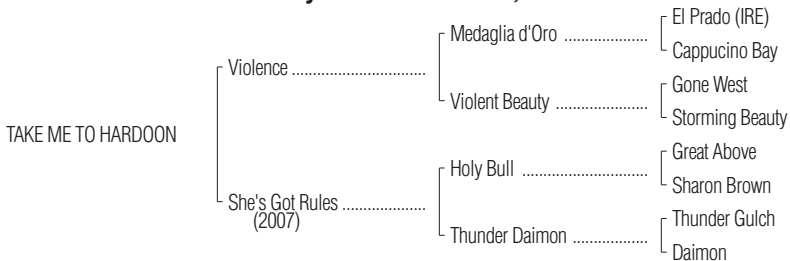 El Prado (IRE)
Medaglia d'Oro ....................
Cappucino Bay
Violence ................................
Gone West
Violent Beauty ......................
Storming Beauty
TAKE ME TO HARDOON
Great Above
Holy Bull ..............................
Sharon Brown
She's Got Rules ....................
(2007)
Thunder Gulch
Thunder Daimon ..................
Daimon